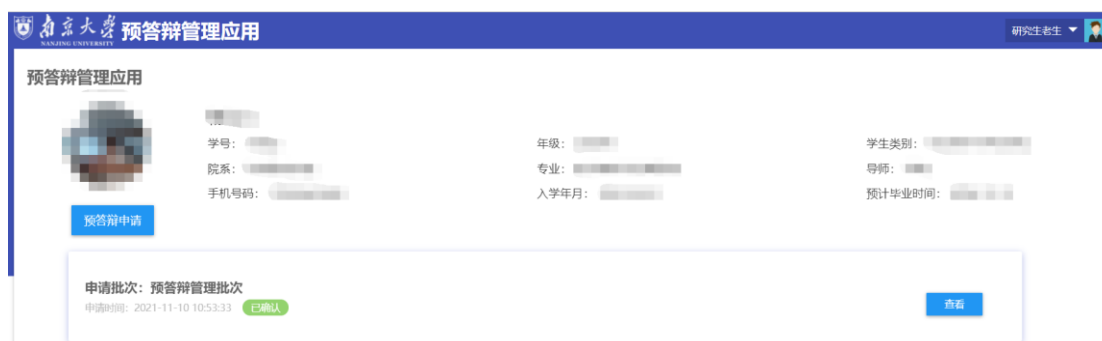 南京大学 预答辩管理应用
NANJING UNIVERSITY
研究生老生
预答辩管理应用
学号：
年级：
学生类别：
院系：
专业：
导师：
手机号码：
入学年月：
预计毕业时间：
预答辩申请
申请批次：预答辩管理批次
申请时间：2021-11-10 10:53:33 已确认
查看